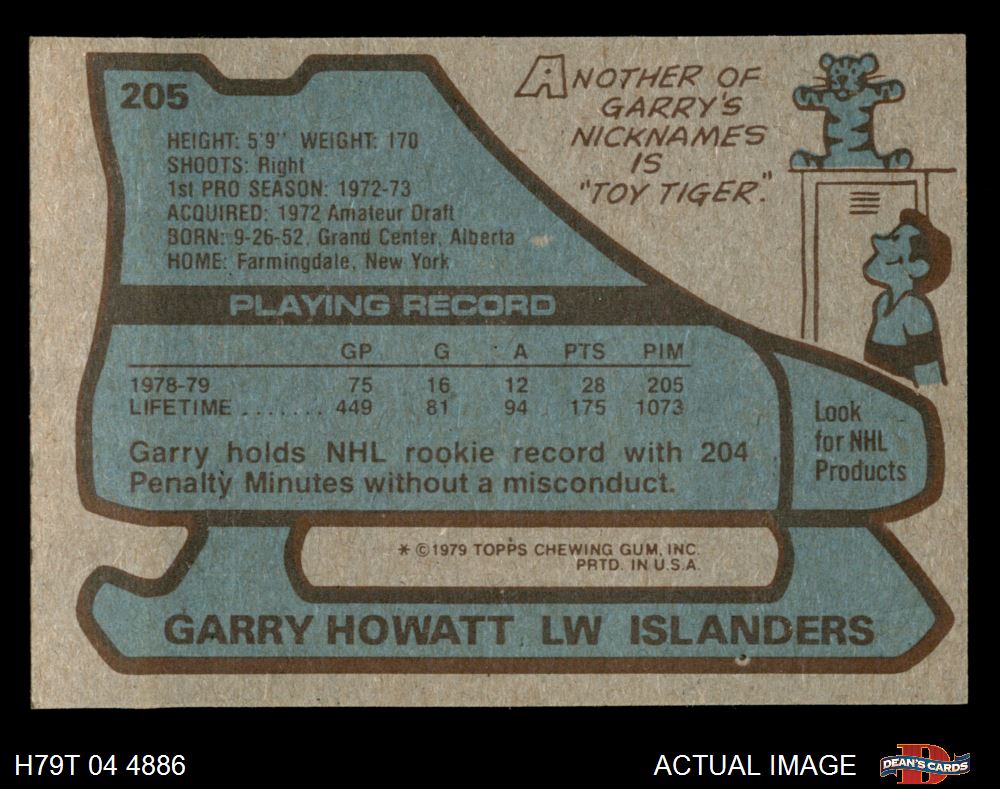 205
HEIGHT: 5'9" WEIGHT: 170
SHOOTS: Right
1st PRO SEASON: 1972-73
ACQUIRED: 1972 Amateur Draft
BORN: 9-26-52, Grand Center, Alberta
HOME: Farmingdale, New York
ANOTHER OF
GARRY'S
NICKNAMES
IS
"TOY TIGER."
PLAYING RECORD
GP G A PTS PIM
1978-79 75 16 12 28 205
LIFETIME ....... 449 81 94 175 1073
Garry holds NHL rookie record with 204
Penalty Minutes without a misconduct.
Look
for NHL
Products
* ©1979 TOPPS CHEWING GUM, INC.
PRTD. IN U.S.A.
GARRY HOWATT LW ISLANDERS
H79T 04 4886
ACTUAL IMAGE
D
DEAN'S CARDS